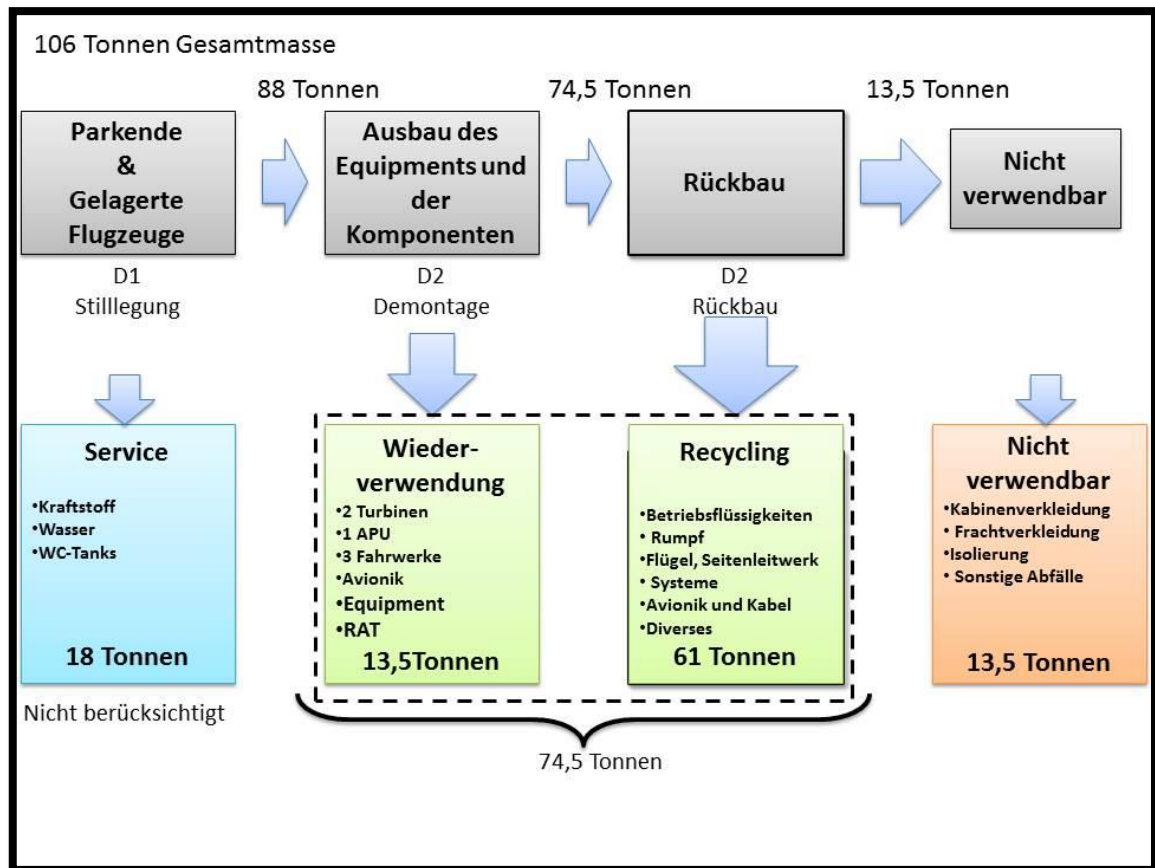 106 Tonnen Gesamtmasse
88 Tonnen
74,5 Tonnen
13,5 Tonnen
Parkende
&
Gelagerte
Flugzeuge
Ausbau des
Equipments und
der
Komponenten
Rückbau
Nicht
verwendbar
D1
Stilllegung
D2
Demontage
D2
Rückbau
Service
•Kraftstoff
•Wasser
•WC-Tanks
18 Tonnen
Nicht berücksichtigt
Wieder-
verwendung
•2 Turbinen
•1 APU
•3 Fahrwerke
•Avionik
•Equipment
•RAT
13,5Tonnen
Recycling
•Betriebsflüssigkeiten
• Rumpf
•Flügel, Seitenleitwerk
• Systeme
•Avionik und Kabel
•Diverses
61 Tonnen
Nicht
verwendbar
•Kabinenverkleidung
• Frachtverkleidung
•Isolierung
• Sonstige Abfälle
13,5 Tonnen
74,5 Tonnen